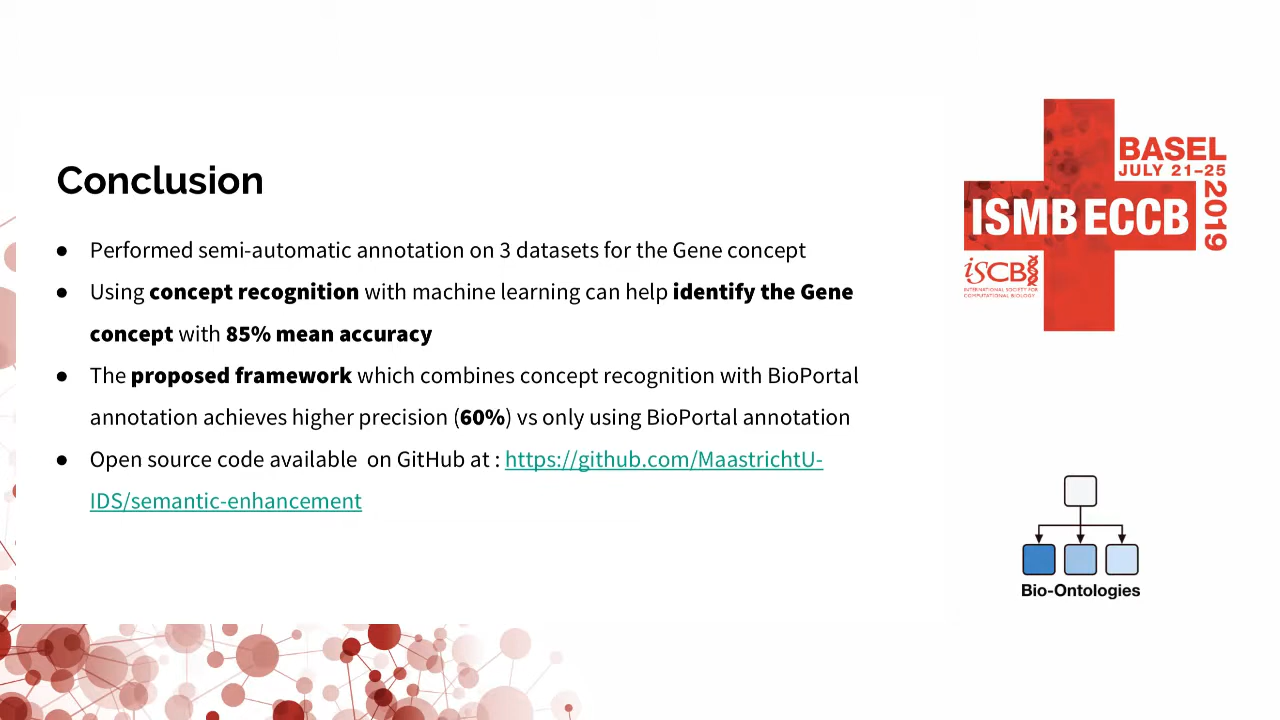 Conclusion
● Performed semi-automatic annotation on 3 datasets for the Gene concept
● Using concept recognition with machine learning can help identify the Gene
concept with 85% mean accuracy
● The proposed framework which combines concept recognition with BioPortal
annotation achieves higher precision (60%) vs only using BioPortal annotation
● Open source code available on GitHub at : https://github.com/MaastrichtU-
IDS/semantic-enhancement
BASEL
JULY 21–25
2019
ISMB ECCB
iSCB
INTERNATIONAL SOCIETY FOR
COMPUTATIONAL BIOLOGY
Bio-Ontologies